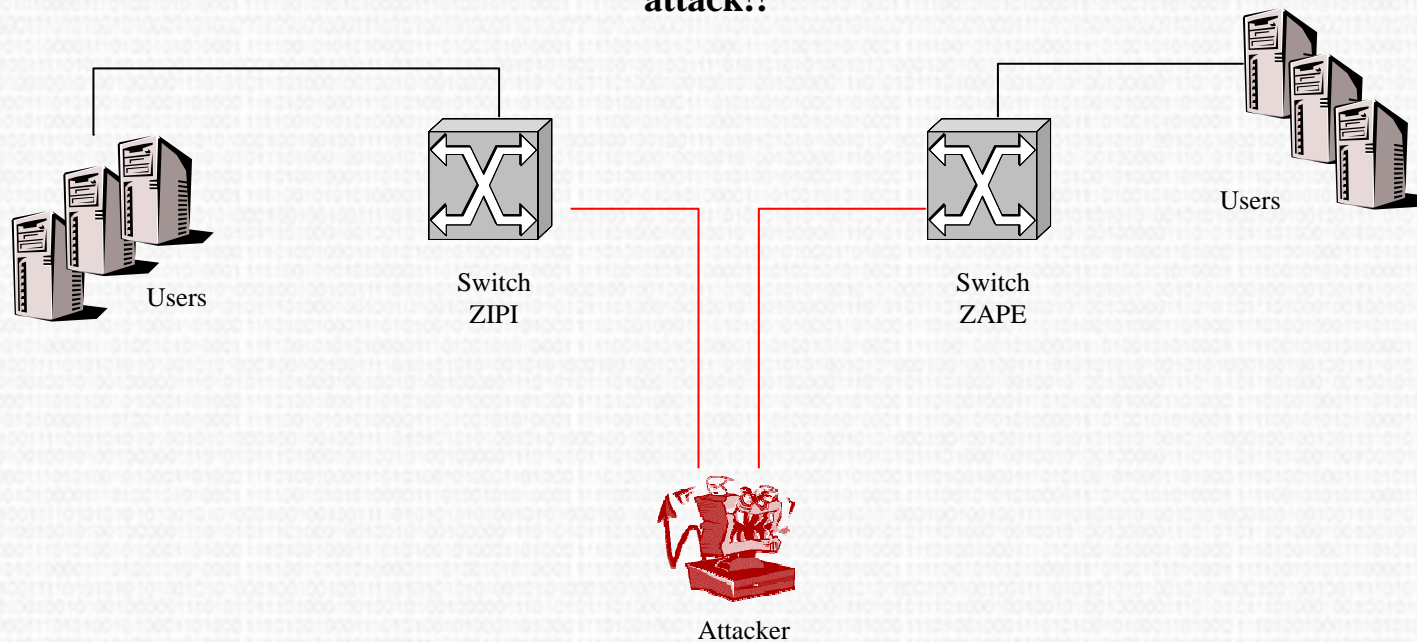 attack!!
Users
Users
Switch
ZIPI
Switch
ZAPE
Attacker